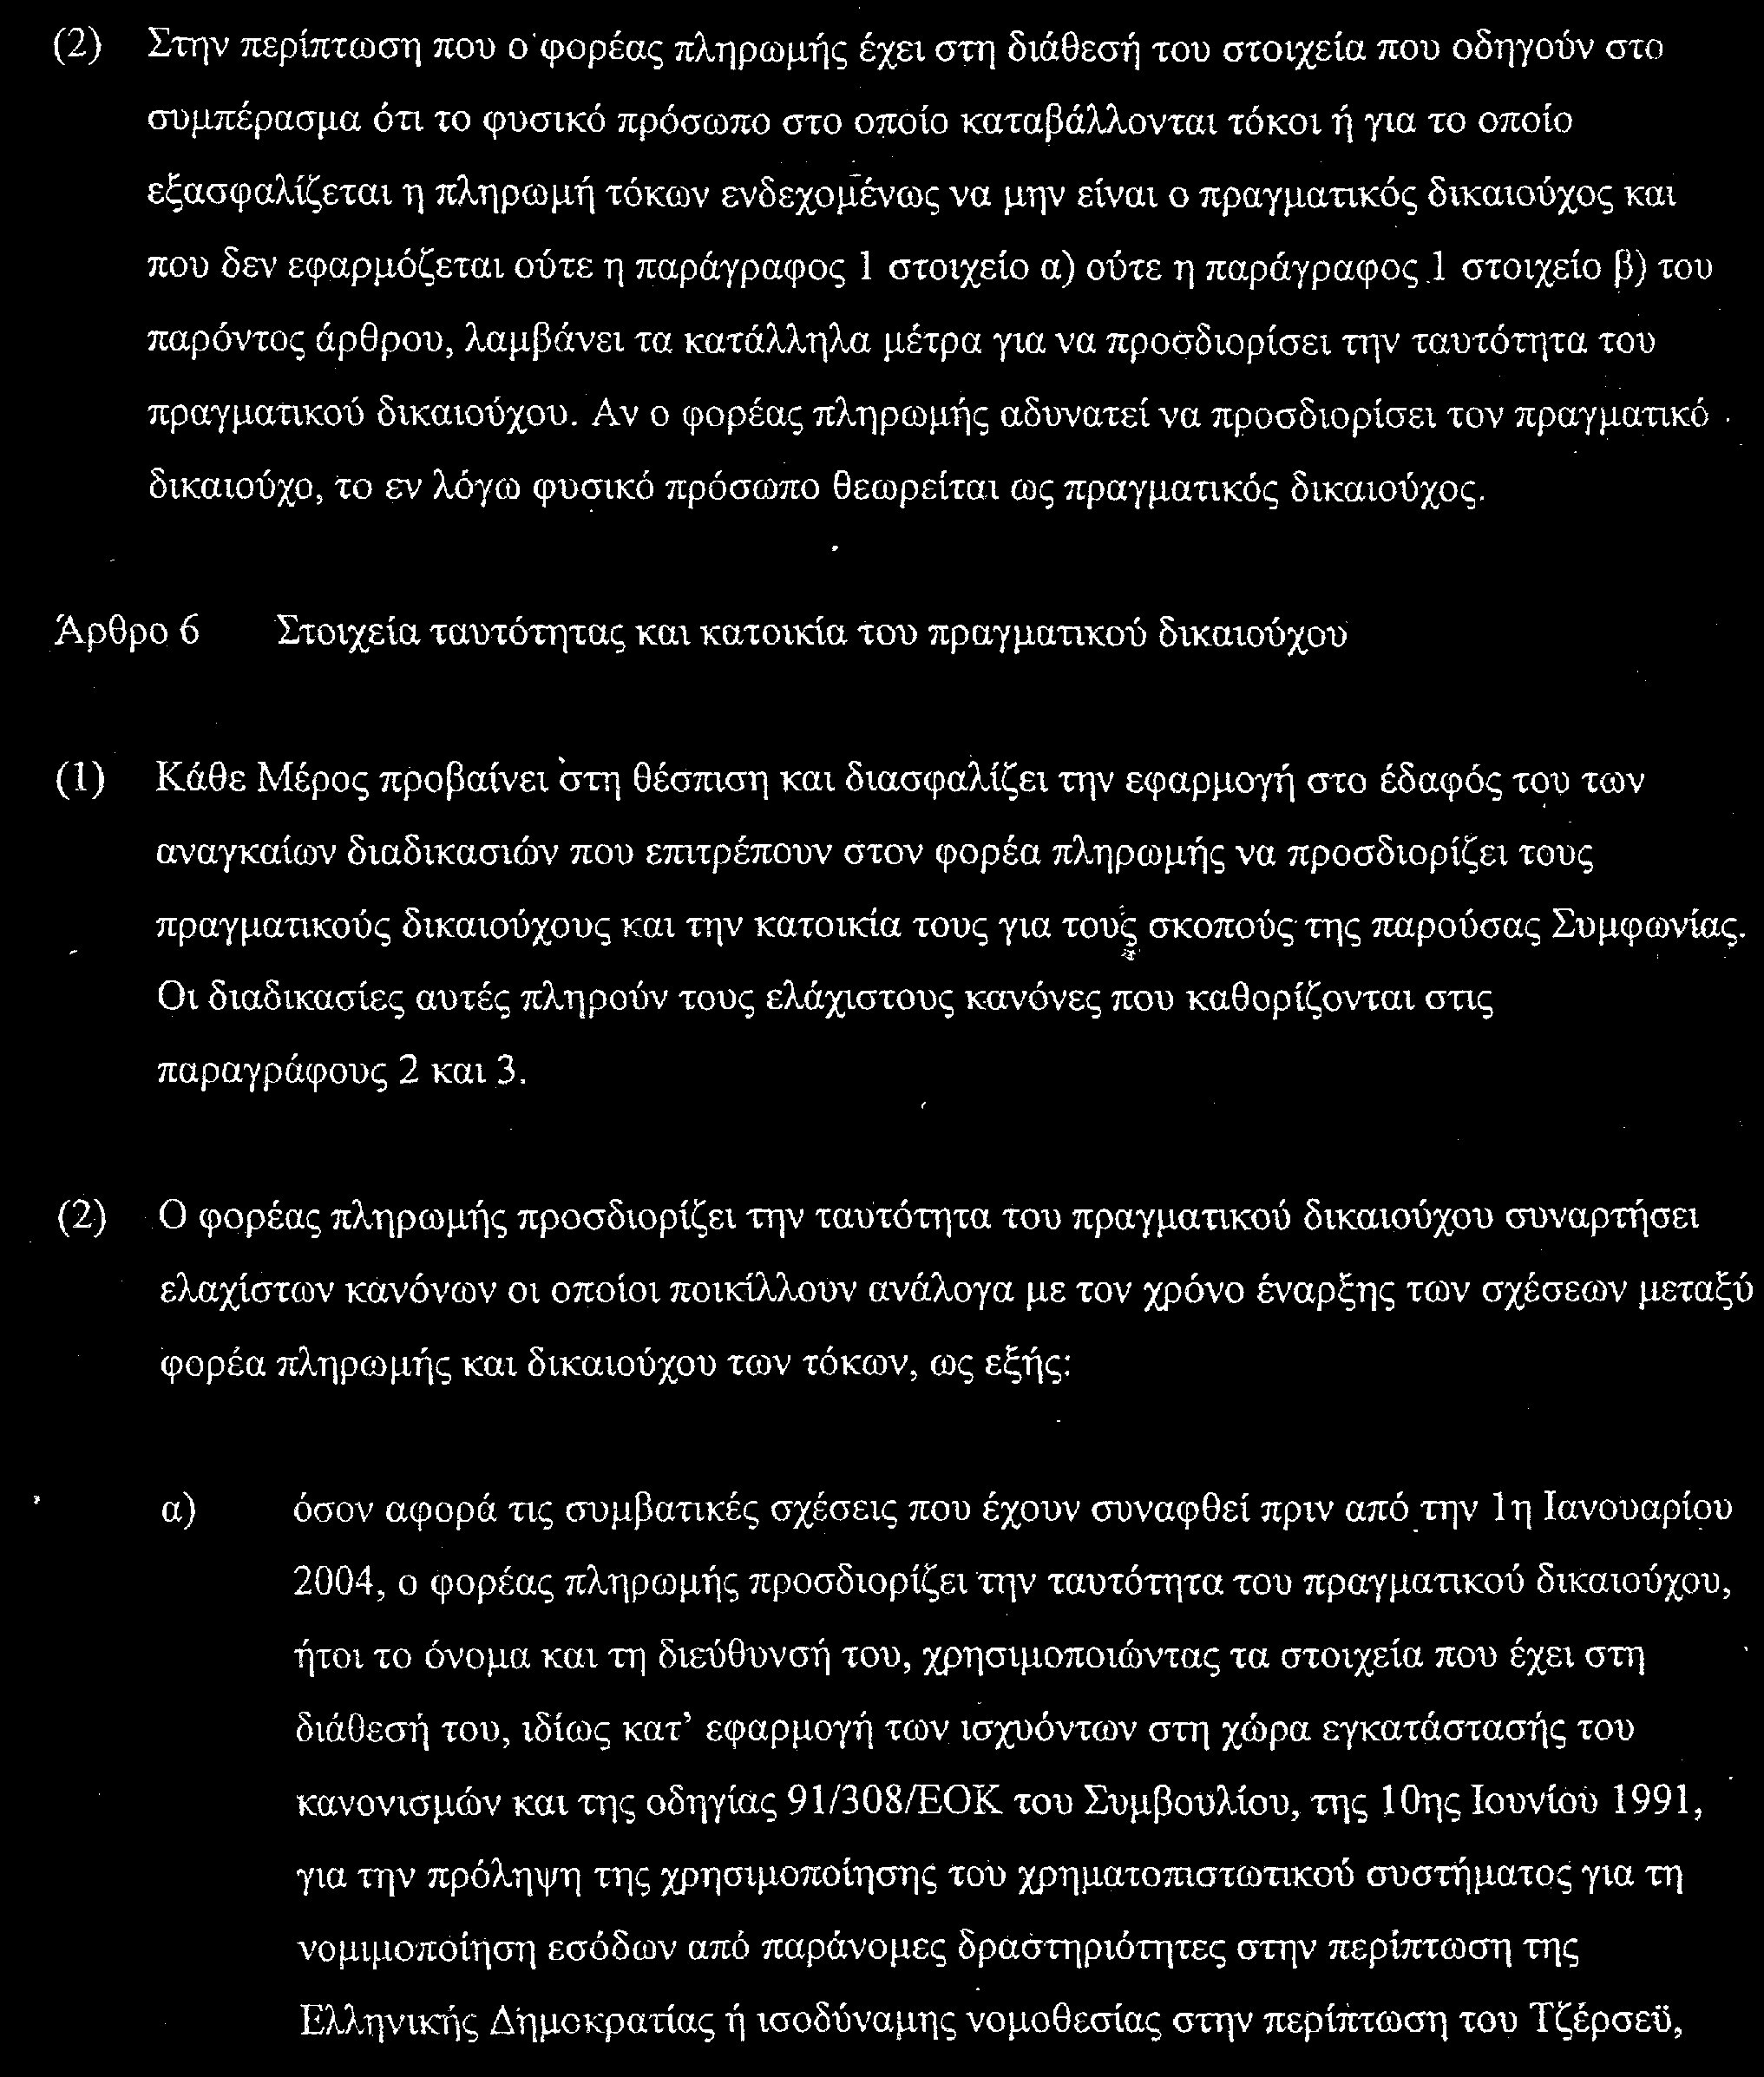 (2) Στην περίπτωση που ο φορέας πληρωμής έχει στη διάθεσή του στοιχεία που οδηγούν στο
συμπέρασμα ότι το φυσικό πρόσωπο στο οποίο καταβάλλονται τόκοι ή για το οποίο
εξασφαλίζεται η πληρωμή τόκων ενδεχομένως να μην είναι ο πραγματικός δικαιούχος και
που δεν εφαρμόζεται ούτε η παράγραφος 1 στοιχείο α) ούτε η παράγραφος 1 στοιχείο β) του
παρόντος άρθρου, λαμβάνει τα κατάλληλα μέτρα για να προσδιορίσει την ταυτότητα του
πραγματικού δικαιούχου. Αν ο φορέας πληρωμής αδυνατεί να προσδιορίσει τον πραγματικό
δικαιούχο, το εν λόγω φυσικό πρόσωπο θεωρείται ως πραγματικός δικαιούχος.
Άρθρο 6 Στοιχεία ταυτότητας και κατοικία του πραγματικού δικαιούχου
(1) Κάθε Μέρος προβαίνει στη θέσπιση και διασφαλίζει την εφαρμογή στο έδαφός του των
αναγκαίων διαδικασιών που επιτρέπουν στον φορέα πληρωμής να προσδιορίζει τους
πραγματικούς δικαιούχους και την κατοικία τους για τους σκοπούς της παρούσας Συμφωνίας.
Οι διαδικασίες αυτές πληρούν τους ελάχιστους κανόνες που καθορίζονται στις
παραγράφους 2 και 3.
(2) Ο φορέας πληρωμής προσδιορίζει την ταυτότητα του πραγματικού δικαιούχου συναρτήσει
ελαχίστων κανόνων οι οποίοι ποικίλλουν ανάλογα με τον χρόνο έναρξης των σχέσεων μεταξύ
φορέα πληρωμής και δικαιούχου των τόκων, ως εξής:
α) όσον αφορά τις συμβατικές σχέσεις που έχουν συναφθεί πριν από την 1η Ιανουαρίου
2004, ο φορέας πληρωμής προσδιορίζει την ταυτότητα του πραγματικού δικαιούχου,
ήτοι το όνομα και τη διεύθυνσή του, χρησιμοποιώντας τα στοιχεία που έχει στη
διάθεσή του, ιδίως κατ’ εφαρμογή των ισχυόντων στη χώρα εγκατάστασής του
κανονισμών και της οδηγίας 91/308/ΕΟΚ του Συμβουλίου, της 10ης Ιουνίου 1991,
για την πρόληψη της χρησιμοποίησης του χρηματοπιστωτικού συστήματος για τη
νομιμοποίηση εσόδων από παράνομες δραστηριότητες στην περίπτωση της
Ελληνικής Δημοκρατίας ή ισοδύναμης νομοθεσίας στην περίπτωση του Τζέρσεϋ,